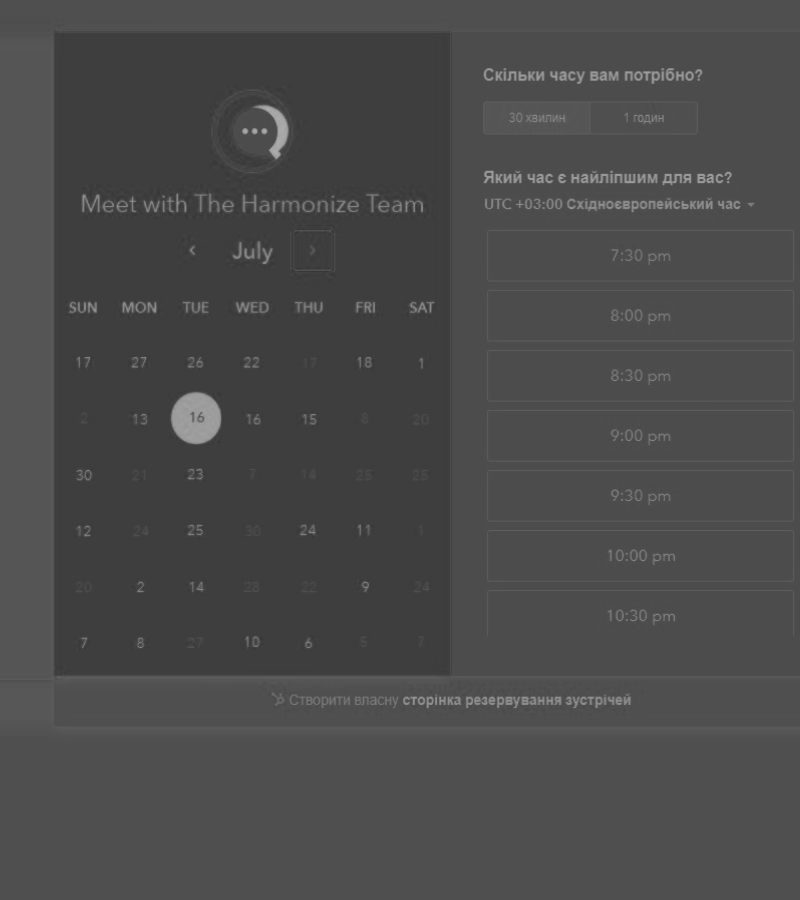 Meet with The Harmonize Team
July
SUN MON TUE WED THU FRI SAT
17 27 26 22 17 18 1
2 13 16 16 15 8 20
30 21 23 7 14 25 25
12 24 25 30 24 11 1
20 2 14 28 22 9 24
7 8 27 10 6 5 7
Скільки часу вам потрібно?
30 хвилин 1 годин
Який час є найліпшим для вас?
UTC +03:00 Східноєвропейський час
7:30 pm
8:00 pm
8:30 pm
9:00 pm
9:30 pm
10:00 pm
10:30 pm
Створити власну сторінка резервування зустрічей